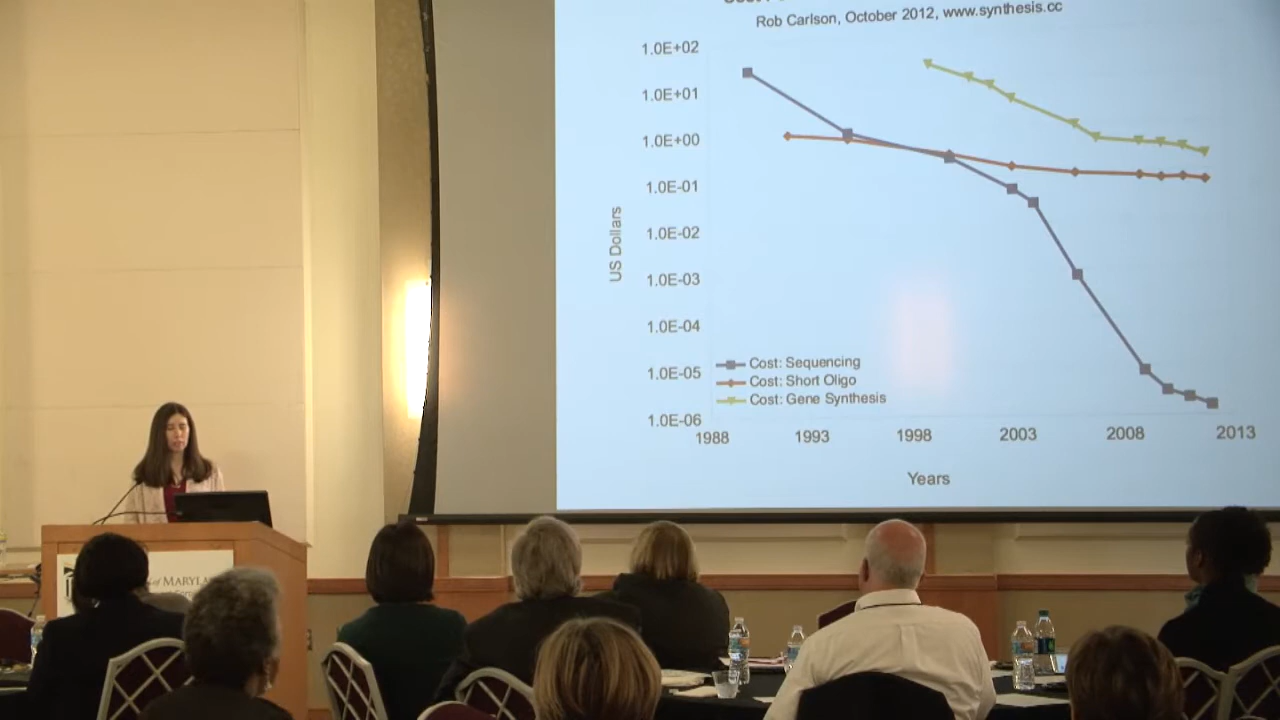 Rob Carlson, October 2012, www.synthesis.cc
1.0E+02
1.0E+01
1.0E+00
1.0E-01
1.0E-02
1.0E-03
1.0E-04
1.0E-05
1.0E-06
US Dollars
Cost: Sequencing
Cost: Short Oligo
Cost: Gene Synthesis
1988 1993 1998 2003 2008 2013
Years
of MARYL